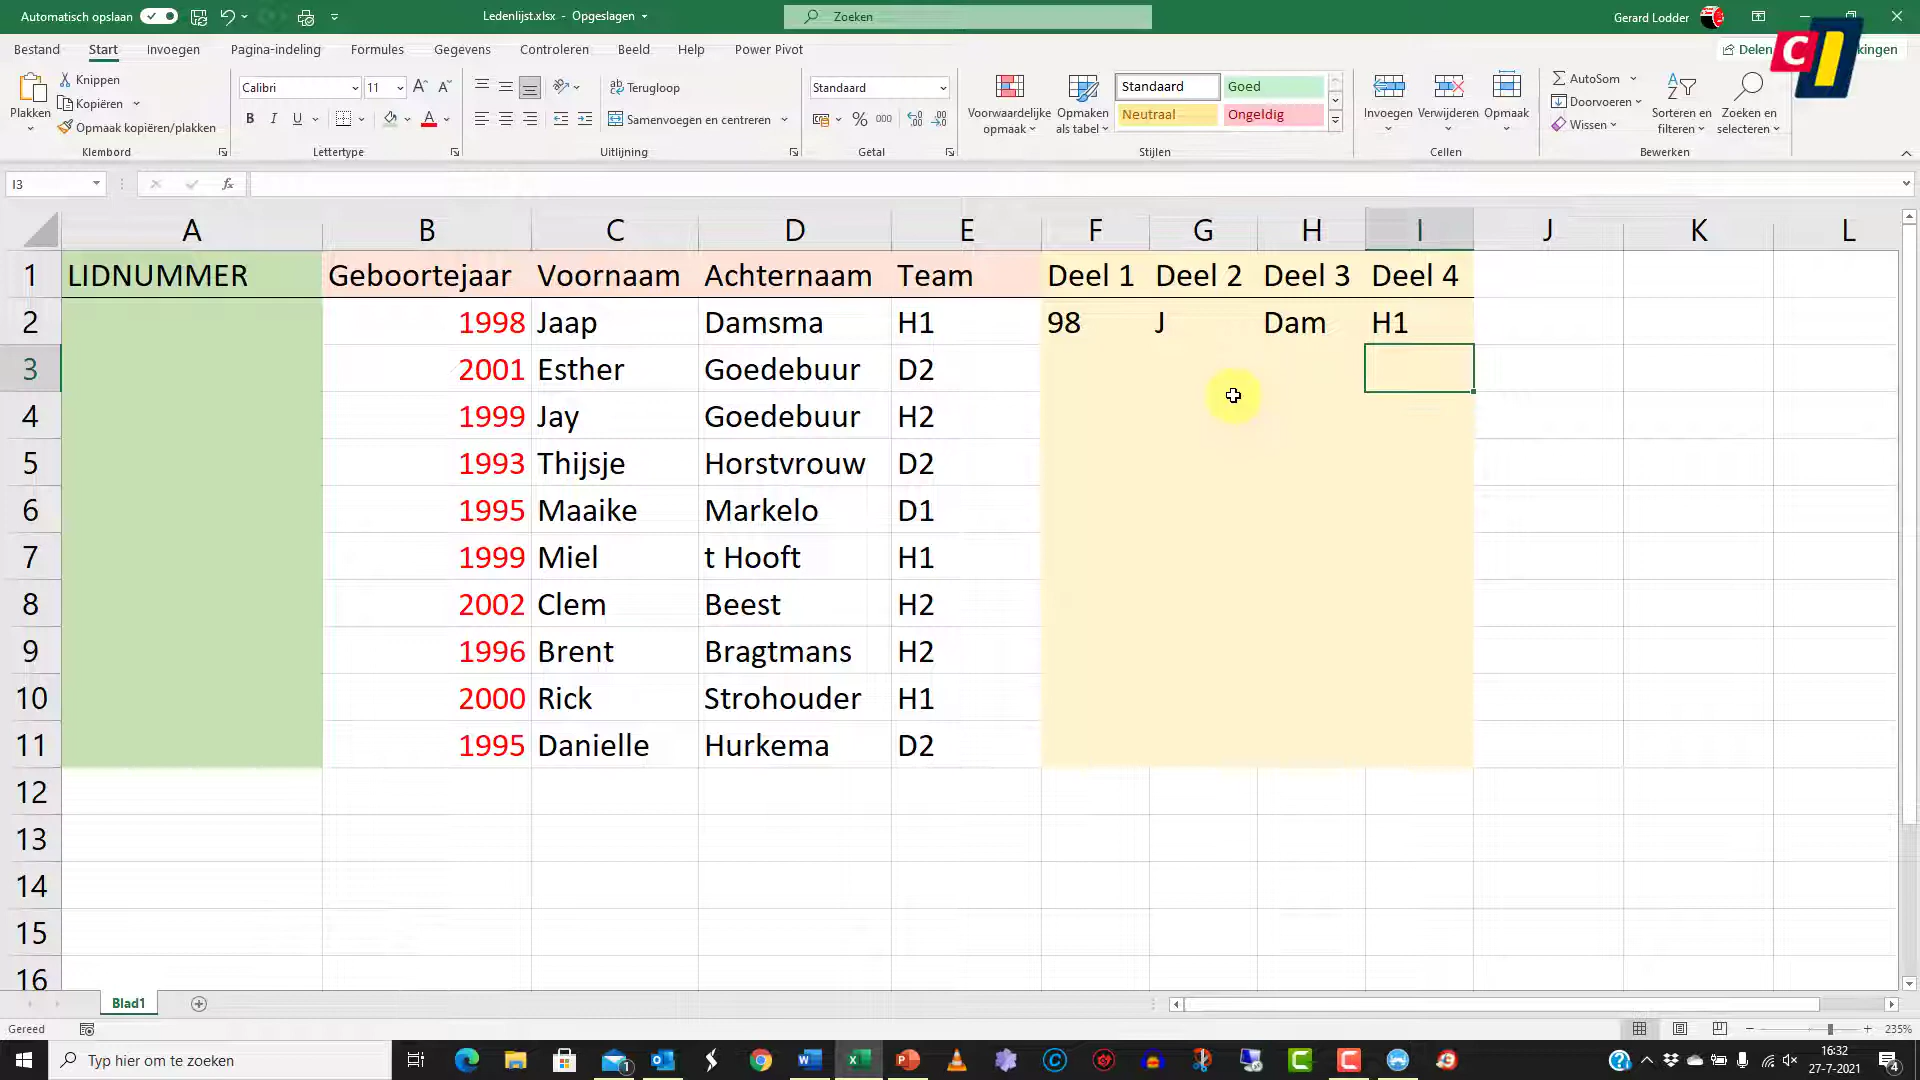 Automatisch opslaan
Ledenlijst.xlsx - Opgeslagen
Zoeken
Gerard Lodder
Bestand Start Invoegen Pagina-indeling Formules Gegevens Controleren Beeld Help Power Pivot
Delen kingen
CI
Plakken
Knippen
Kopiëren
Opmaak kopiëren/plakken
Klembord
Calibri 11
B I U
Lettertype
Terugloop
Samenvoegen en centreren
Uitlijning
Standaard
% 000
Getal
Voorwaardelijke opmaak
Opmaken als tabel
Standaard Goed
Neutraal Ongeldig
Stijlen
Invoegen Verwijderen Opmaak
Cellen
AutoSom
Doorvoeren
Wissen
Sorteren en filteren
Zoeken en selecteren
Bewerken
I3
fx
A B C D E F G H I J K L
1 LIDNUMMER Geboortejaar Voornaam Achternaam Team Deel 1 Deel 2 Deel 3 Deel 4
2 1998 Jaap Damsma H1 98 J Dam H1
3 2001 Esther Goedebuur D2
4 1999 Jay Goedebuur H2
5 1993 Thijsje Horstvrouw D2
6 1995 Maaike Markelo D1
7 1999 Miel t Hooft H1
8 2002 Clem Beest H2
9 1996 Brent Bragtmans H2
10 2000 Rick Strohouder H1
11 1995 Danielle Hurkema D2
12
13
14
15
16
Blad1
Gereed
235%
Typ hier om te zoeken
16:32
27-7-2021